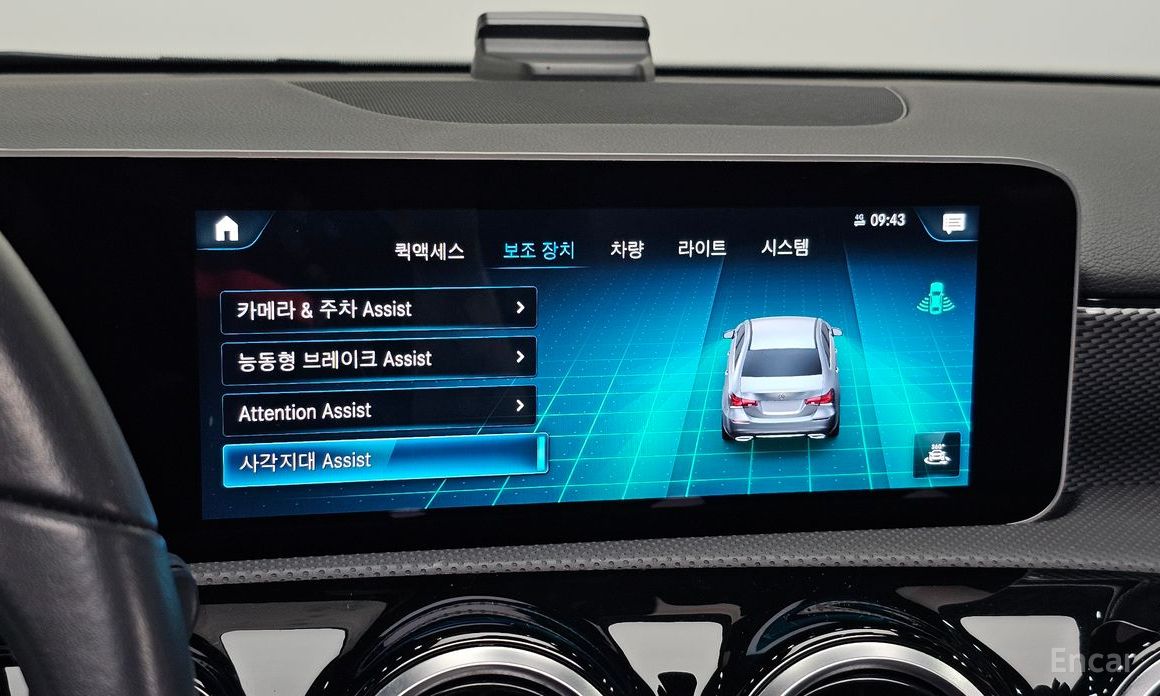 4G 09:43
퀵액세스 보조 장치 차량 라이트 시스템
카메라 & 주차 Assist
능동형 브레이크 Assist
Attention Assist
사각지대 Assist
360°
Encar